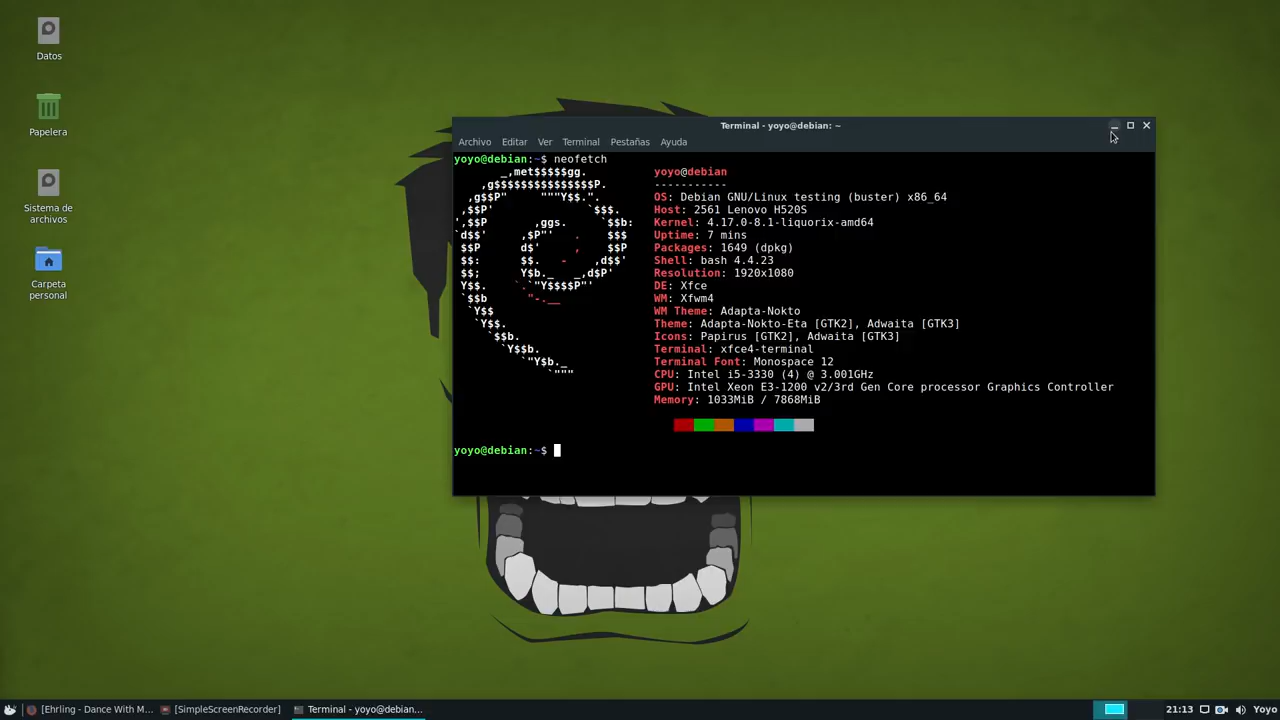 Datos
Papelera
Sistema de
archivos
Carpeta
personal
Terminal - yoyo@debian: ~
Archivo Editar Ver Terminal Pestañas Ayuda
yoyo@debian:~$ neofetch
_,met$$$$$gg.
,g$$$$$$$$$$$$$$$P.
,g$$P"     """Y$$.".
,$$P'              `$$$.
',$$P       ,ggs.     `$$b:
`d$$'     ,$P"'   .    $$$
$$P      d$'     ,    $$P
$$:      $$.   -    ,d$$'
$$;      Y$b._   _,d$P'
Y$$.    `.`"Y$$$$P"'
`$$b      "-.__
`Y$$
`Y$$.
`$$b.
`Y$$b.
`"Y$b._
`"""
yoyo@debian
-----------
OS: Debian GNU/Linux testing (buster) x86_64
Host: 2561 Lenovo H520S
Kernel: 4.17.0-8.1-liquorix-amd64
Uptime: 7 mins
Packages: 1649 (dpkg)
Shell: bash 4.4.23
Resolution: 1920x1080
DE: Xfce
WM: Xfwm4
WM Theme: Adapta-Nokto
Theme: Adapta-Nokto-Eta [GTK2], Adwaita [GTK3]
Icons: Papirus [GTK2], Adwaita [GTK3]
Terminal: xfce4-terminal
Terminal Font: Monospace 12
CPU: Intel i5-3330 (4) @ 3.001GHz
GPU: Intel Xeon E3-1200 v2/3rd Gen Core processor Graphics Controller
Memory: 1033MiB / 7868MiB
yoyo@debian:~$
[Ehrling - Dance With M... [SimpleScreenRecorder] Terminal - yoyo@debian... 21:13 Yoyo